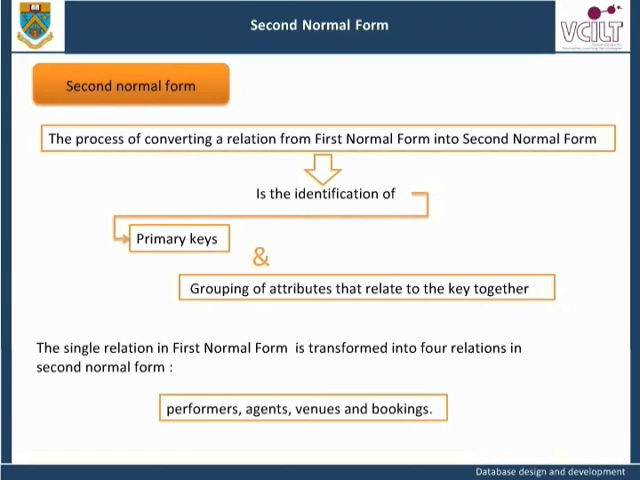 Second Normal Form
VCILT
Second normal form
The process of converting a relation from First Normal Form into Second Normal Form
Is the identification of
Primary keys
&
Grouping of attributes that relate to the key together
The single relation in First Normal Form is transformed into four relations in
second normal form :
performers, agents, venues and bookings.
Database design and development